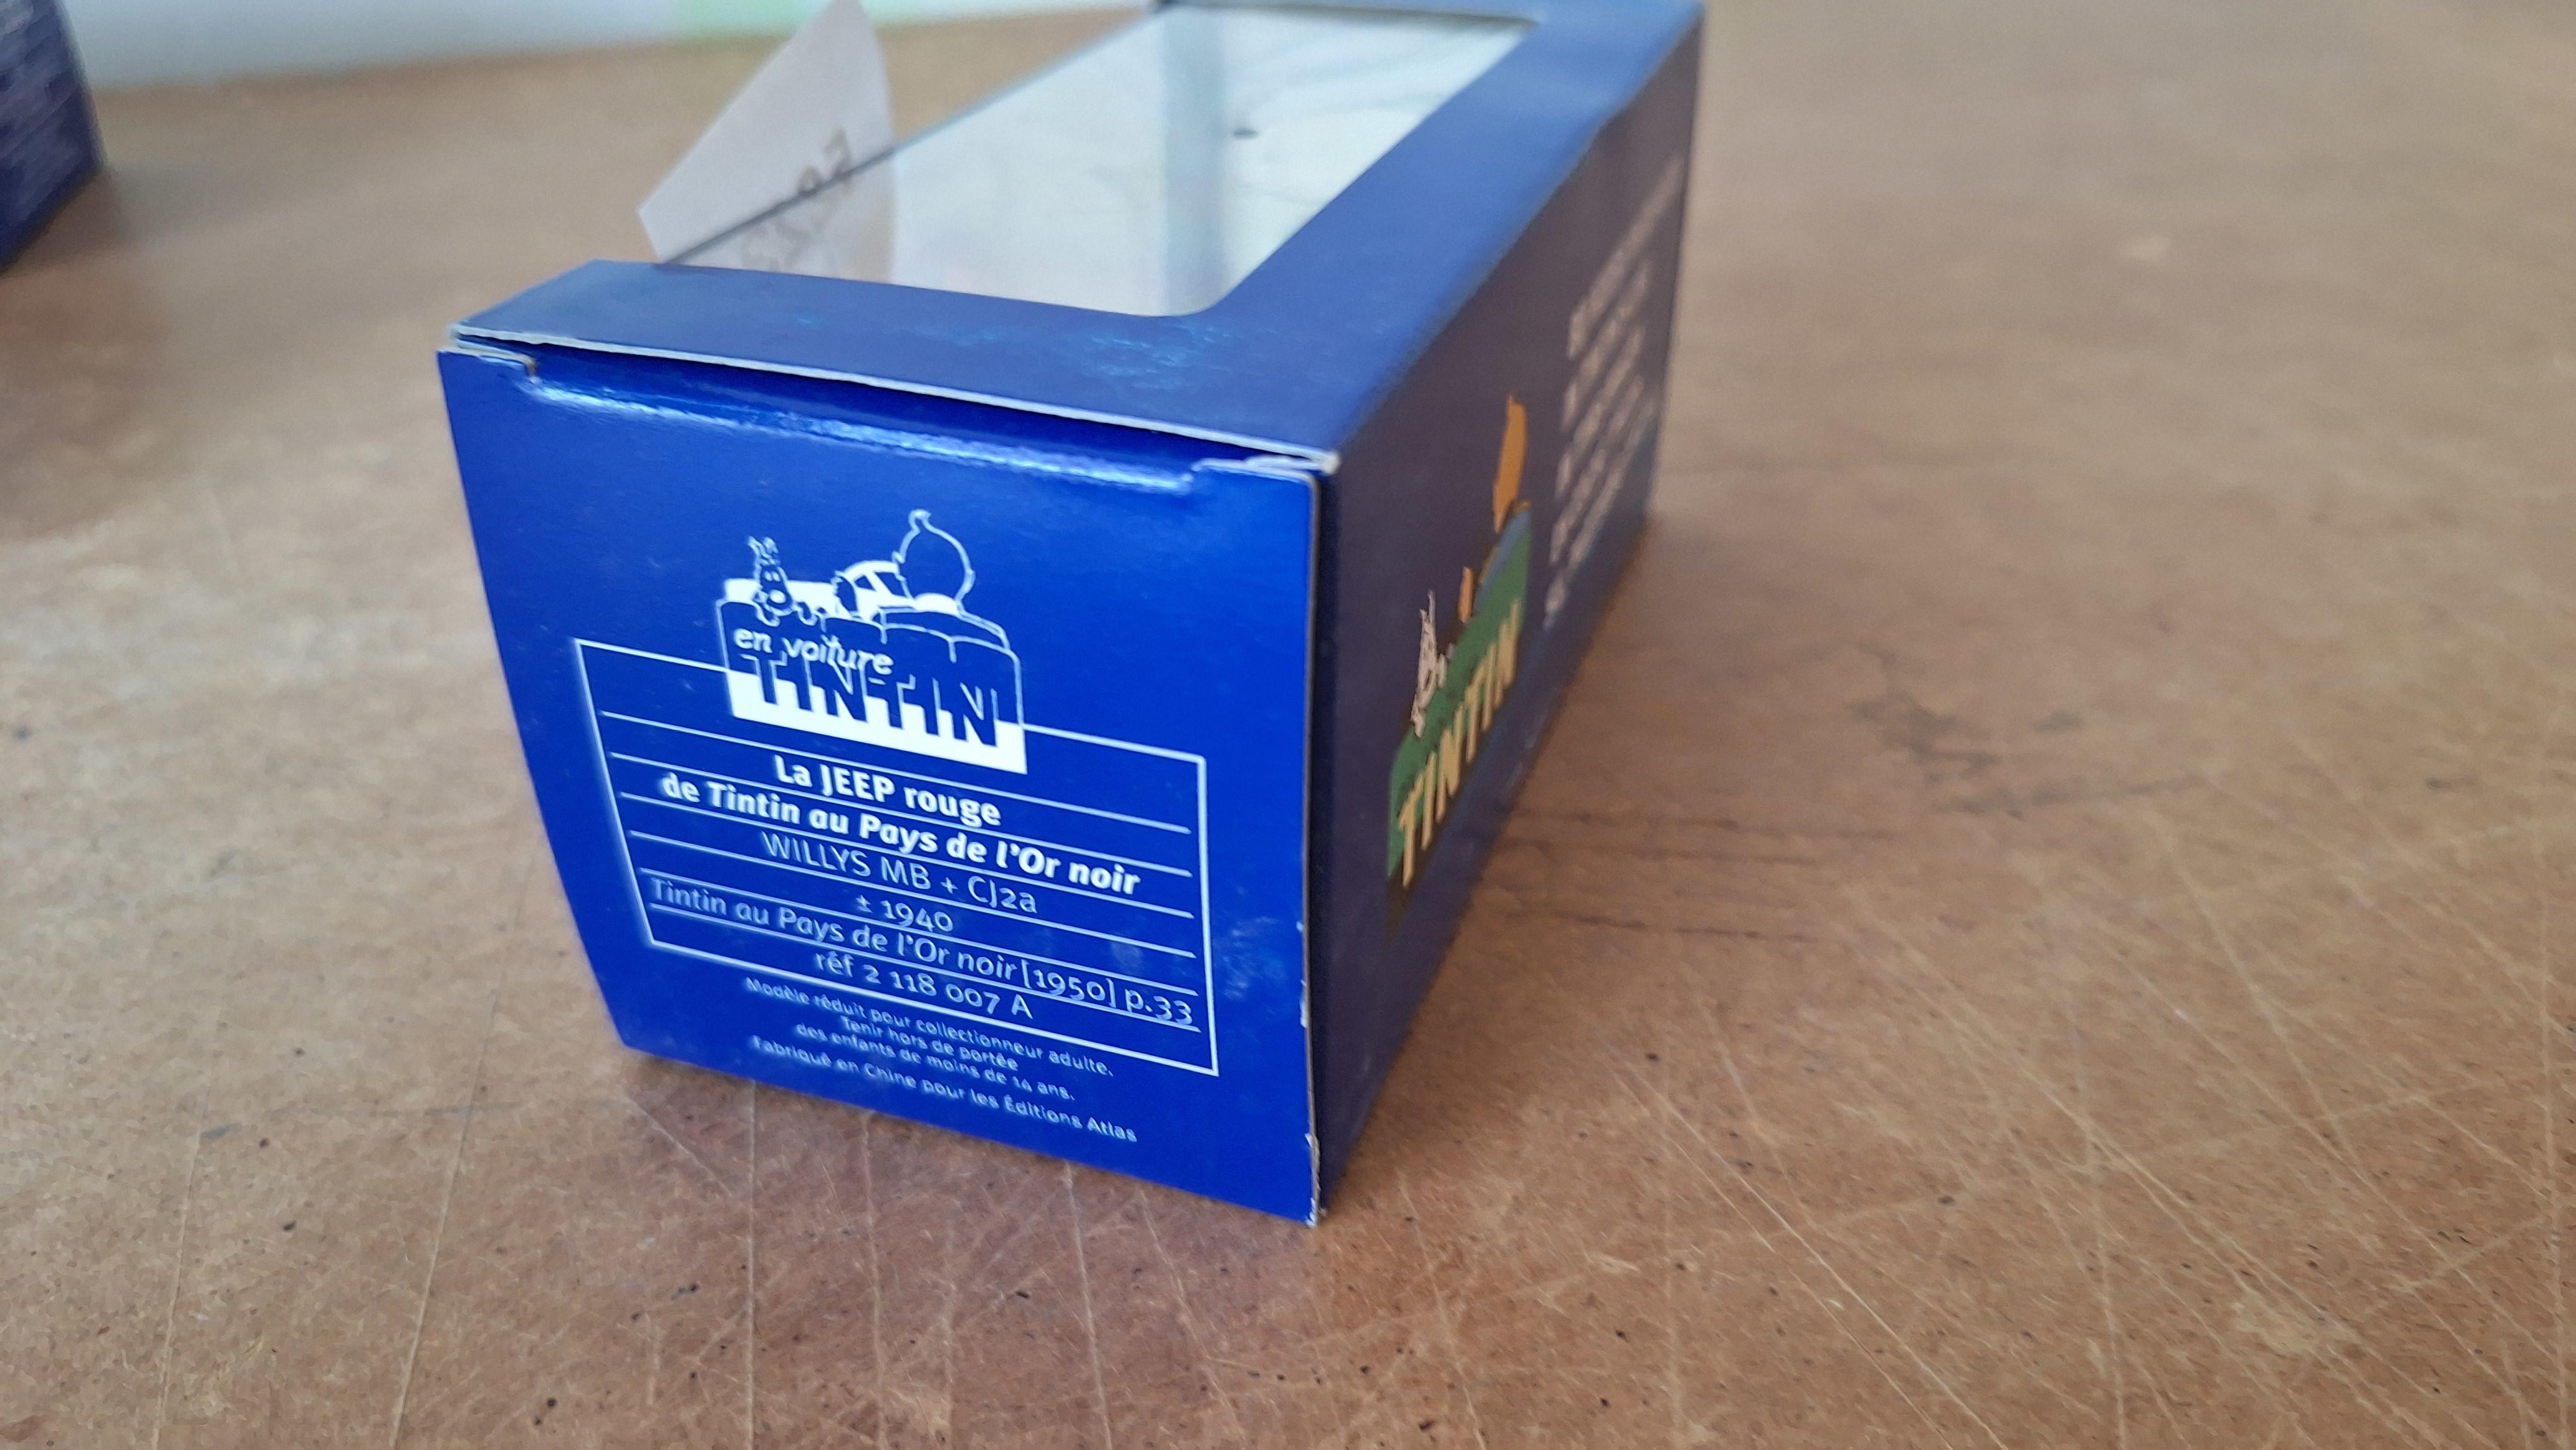 en voiture
TINTIN
La JEEP rouge
de Tintin au Pays de l'Or noir
WILLYS MB + CJ2a
± 1940
Tintin au Pays de l'Or noir [1950] p.33
réf 2 118 007 A
Modèle réduit pour collectionneur adulte.
Tenir hors de portée
des enfants de moins de 14 ans.
Fabriqué en Chine pour les Éditions Atlas
TINTIN